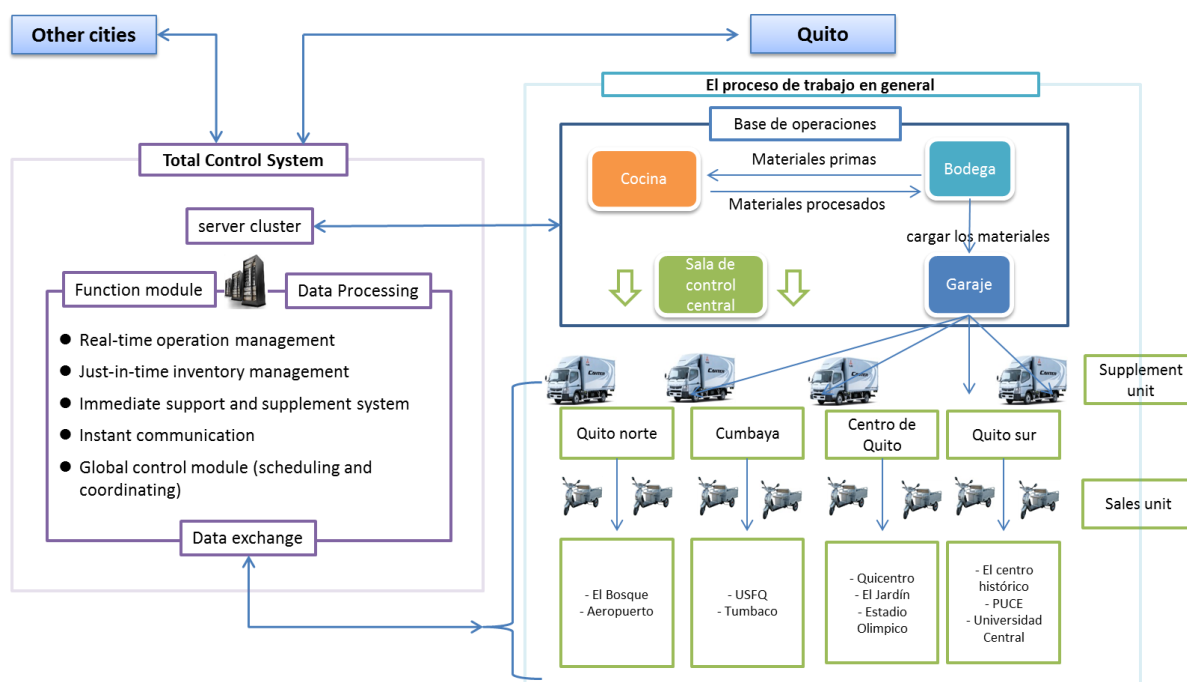 Other cities
Quito
El proceso de trabajo en general
Base de operaciones
Total Control System
Cocina
Materiales primas
Bodega
Materiales procesados
server cluster
cargar los materiales
Sala de
control
central
Garaje
Function module
Data Processing
● Real-time operation management
● Just-in-time inventory management
● Immediate support and supplement system
● Instant communication
● Global control module (scheduling and
coordinating)
Data exchange
Supplement
unit
Quito norte
Cumbaya
Centro de
Quito
Quito sur
Sales unit
- El Bosque
- Aeropuerto
- USFQ
- Tumbaco
- Quicentro
- El Jardín
- Estadio
Olimpico
- El centro
histórico
- PUCE
- Universidad
Central